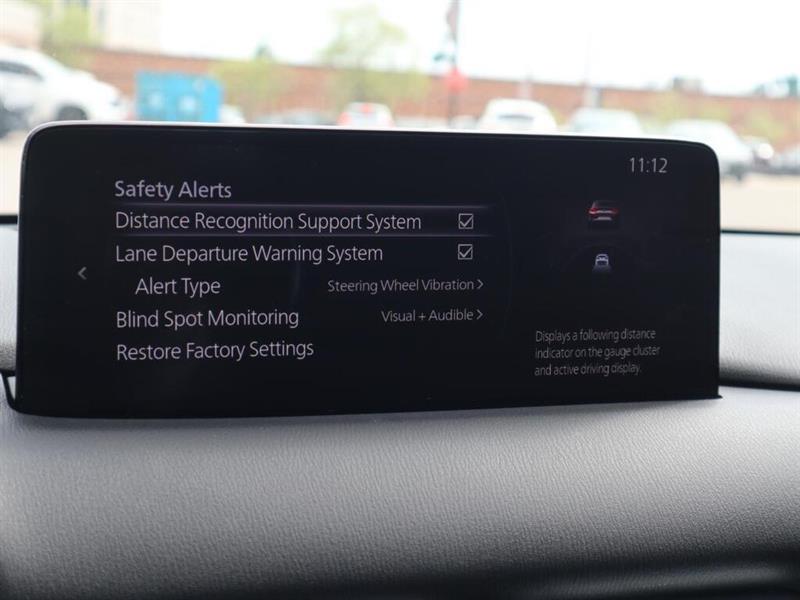 11:12
Safety Alerts
Distance Recognition Support System
Lane Departure Warning System
Alert Type Steering Wheel Vibration >
Blind Spot Monitoring Visual + Audible >
Restore Factory Settings
Displays a following distance
indicator on the gauge cluster
and active driving display.